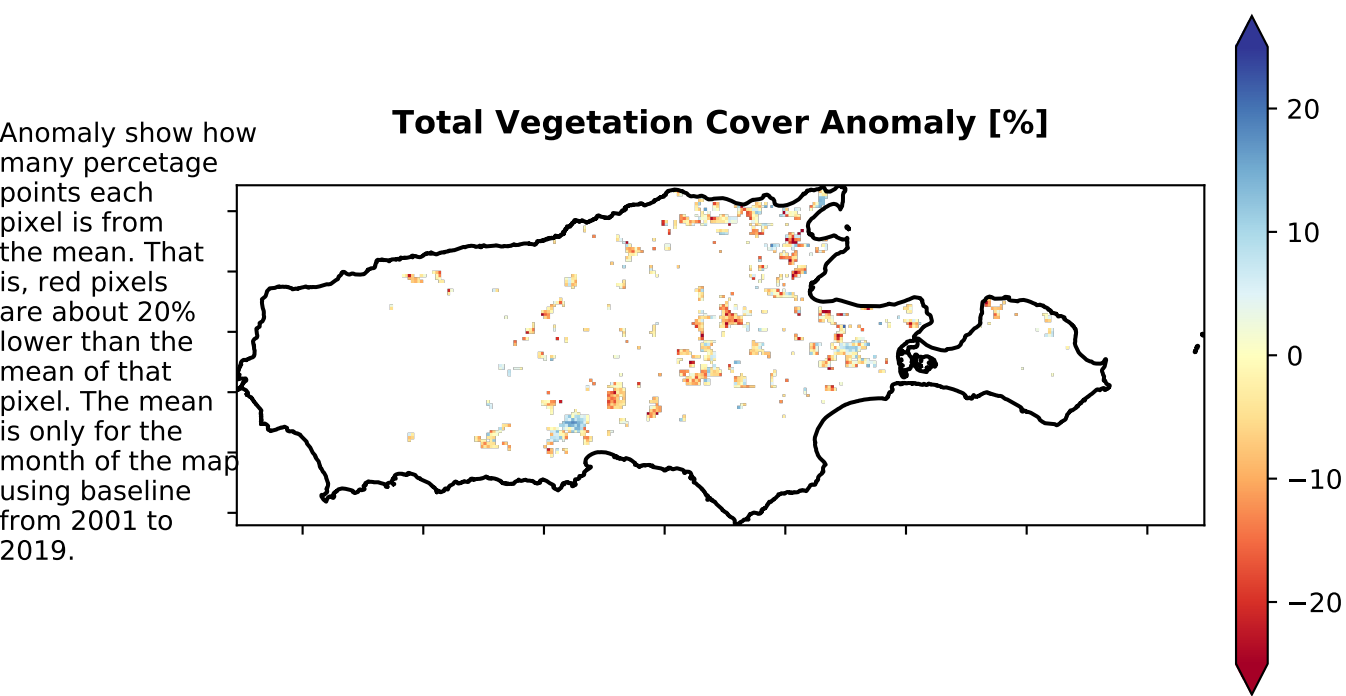 Total Vegetation Cover Anomaly [%]
Anomaly show how
many percetage
points each
pixel is from
the mean. That
is, red pixels
are about 20%
lower than the
mean of that
pixel. The mean
is only for the
month of the map
using baseline
from 2001 to
2019.
20
10
0
−10
−20